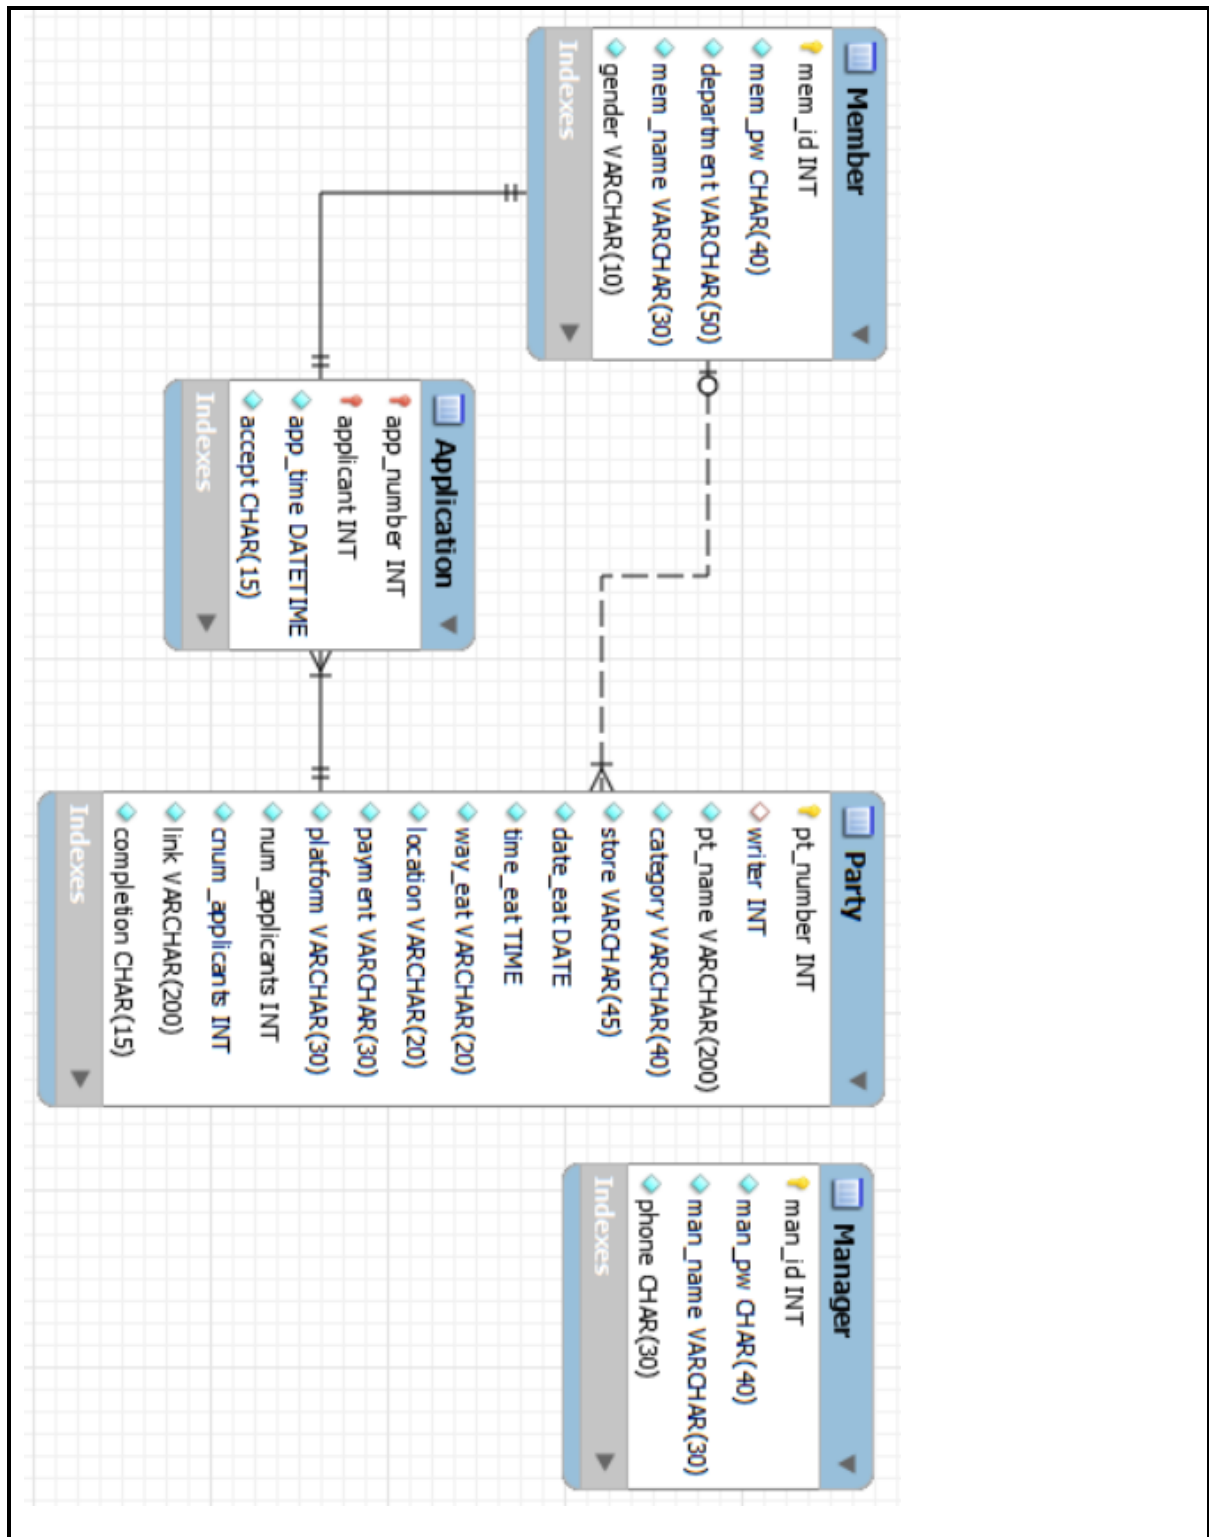 Member
mem_id INT
mem_pw CHAR(40)
department VARCHAR(50)
mem_name VARCHAR(30)
gender VARCHAR(10)
Indexes
Application
app_number INT
applicant INT
app_time DATETIME
accept CHAR(15)
Indexes
Party
pt_number INT
writer INT
pt_name VARCHAR(200)
category VARCHAR(40)
store VARCHAR(45)
date_eat DATE
time_eat TIME
way_eat VARCHAR(20)
location VARCHAR(20)
payment VARCHAR(30)
platform VARCHAR(30)
num_applicants INT
cnum_applicants INT
link VARCHAR(200)
completion CHAR(15)
Indexes
Manager
man_id INT
man_pw CHAR(40)
man_name VARCHAR(30)
phone CHAR(30)
Indexes